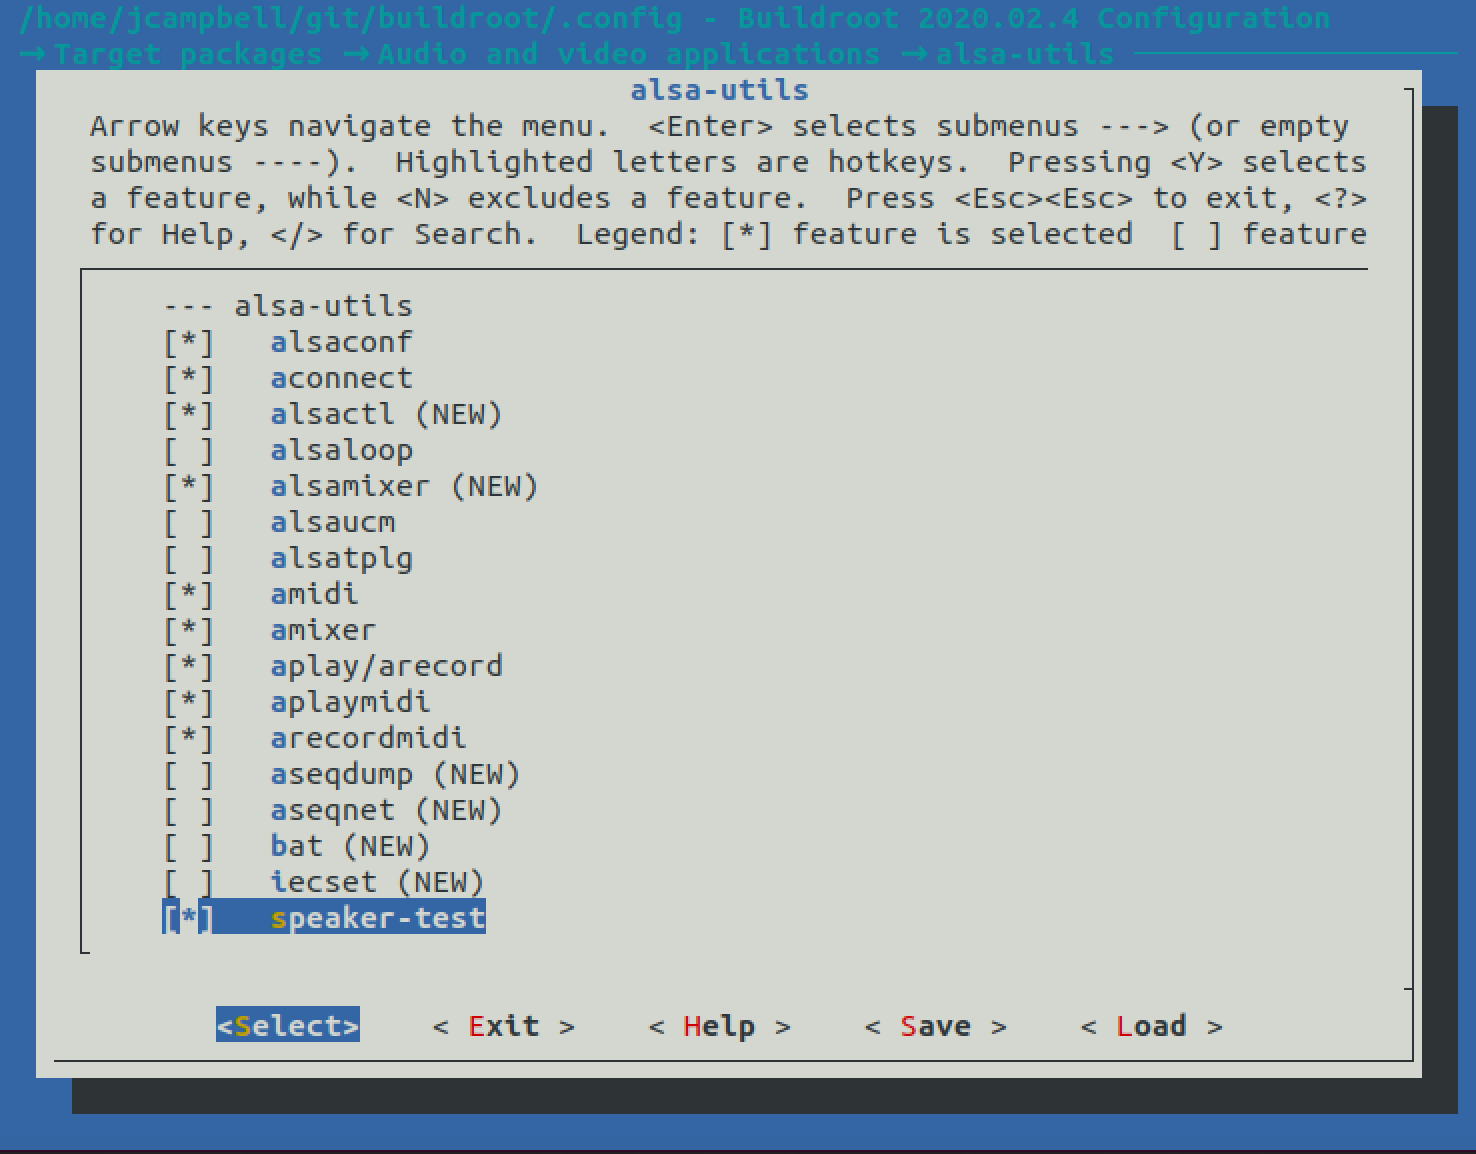 /home/jcampbell/git/buildroot/.config - Buildroot 2020.02.4 Configuration
→ Target packages → Audio and video applications → alsa-utils
alsa-utils
Arrow keys navigate the menu.  <Enter> selects submenus ---> (or empty
submenus ----).  Highlighted letters are hotkeys.  Pressing <Y> selects
a feature, while <N> excludes a feature.  Press <Esc><Esc> to exit, <?>
for Help, </> for Search.  Legend: [*] feature is selected  [ ] feature
--- alsa-utils
[*]   alsaconf
[*]   aconnect
[*]   alsactl (NEW)
[ ]   alsaloop
[*]   alsamixer (NEW)
[ ]   alsaucm
[ ]   alsatplg
[*]   amidi
[*]   amixer
[*]   aplay/arecord
[*]   aplaymidi
[*]   arecordmidi
[ ]   aseqdump (NEW)
[ ]   aseqnet (NEW)
[ ]   bat (NEW)
[ ]   iecset (NEW)
[*]   speaker-test
<Select>    < Exit >    < Help >    < Save >    < Load >